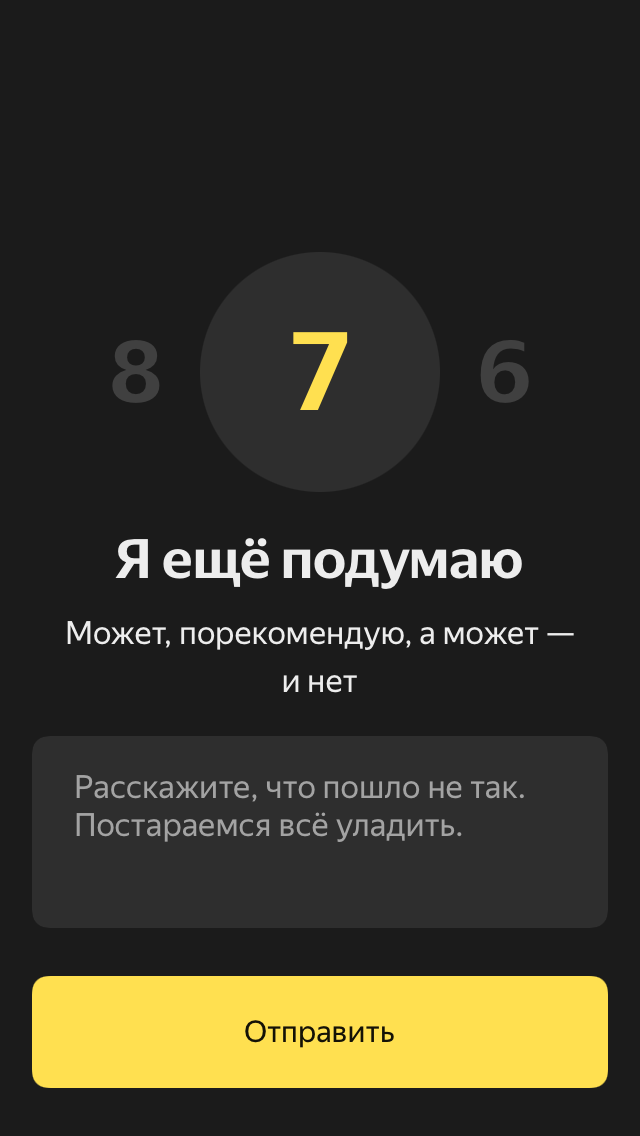 8 7 6
Я ещё подумаю
Может, порекомендую, а может —
и нет
Расскажите, что пошло не так.
Постараемся всё уладить.
Отправить